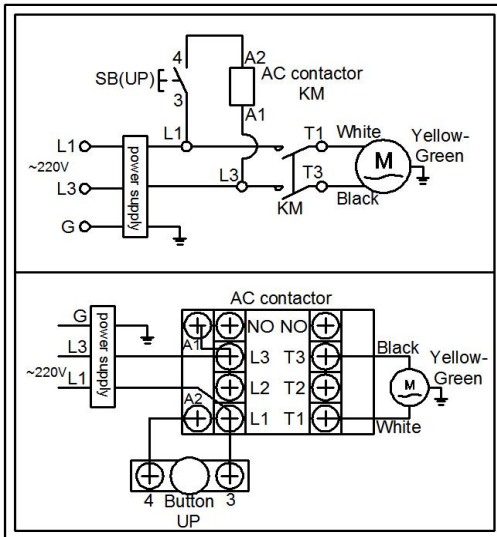 4
A2
SB(UP)
AC contactor
KM
3
A1
L1
T1
White
Yellow-
Green
L1
~220V
power supply
M
L3
L3
T3
KM
Black
G
AC contactor
G
power supply
NO
NO
A1
L3
L3
T3
Black
Yellow-
Green
~220V
L1
L2
T2
M
A2
L1
T1
White
4
Button
3
UP